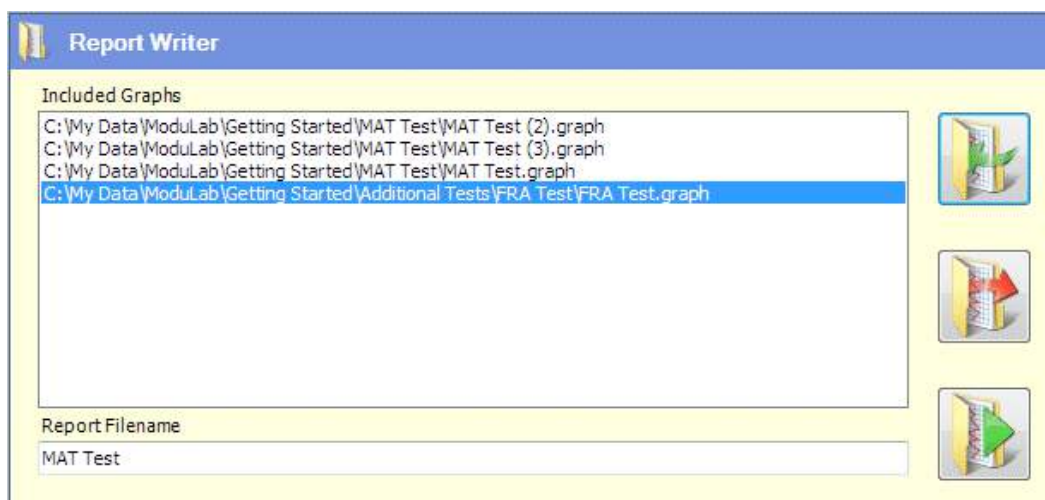 Report Writer
Included Graphs
C:\My Data\ModuLab\Getting Started\MAT Test\MAT Test (2).graph
C:\My Data\ModuLab\Getting Started\MAT Test\MAT Test (3).graph
C:\My Data\ModuLab\Getting Started\MAT Test\MAT Test.graph
C:\My Data\ModuLab\Getting Started\Additional Tests\FRA Test\FRA Test.graph
Report Filename
MAT Test